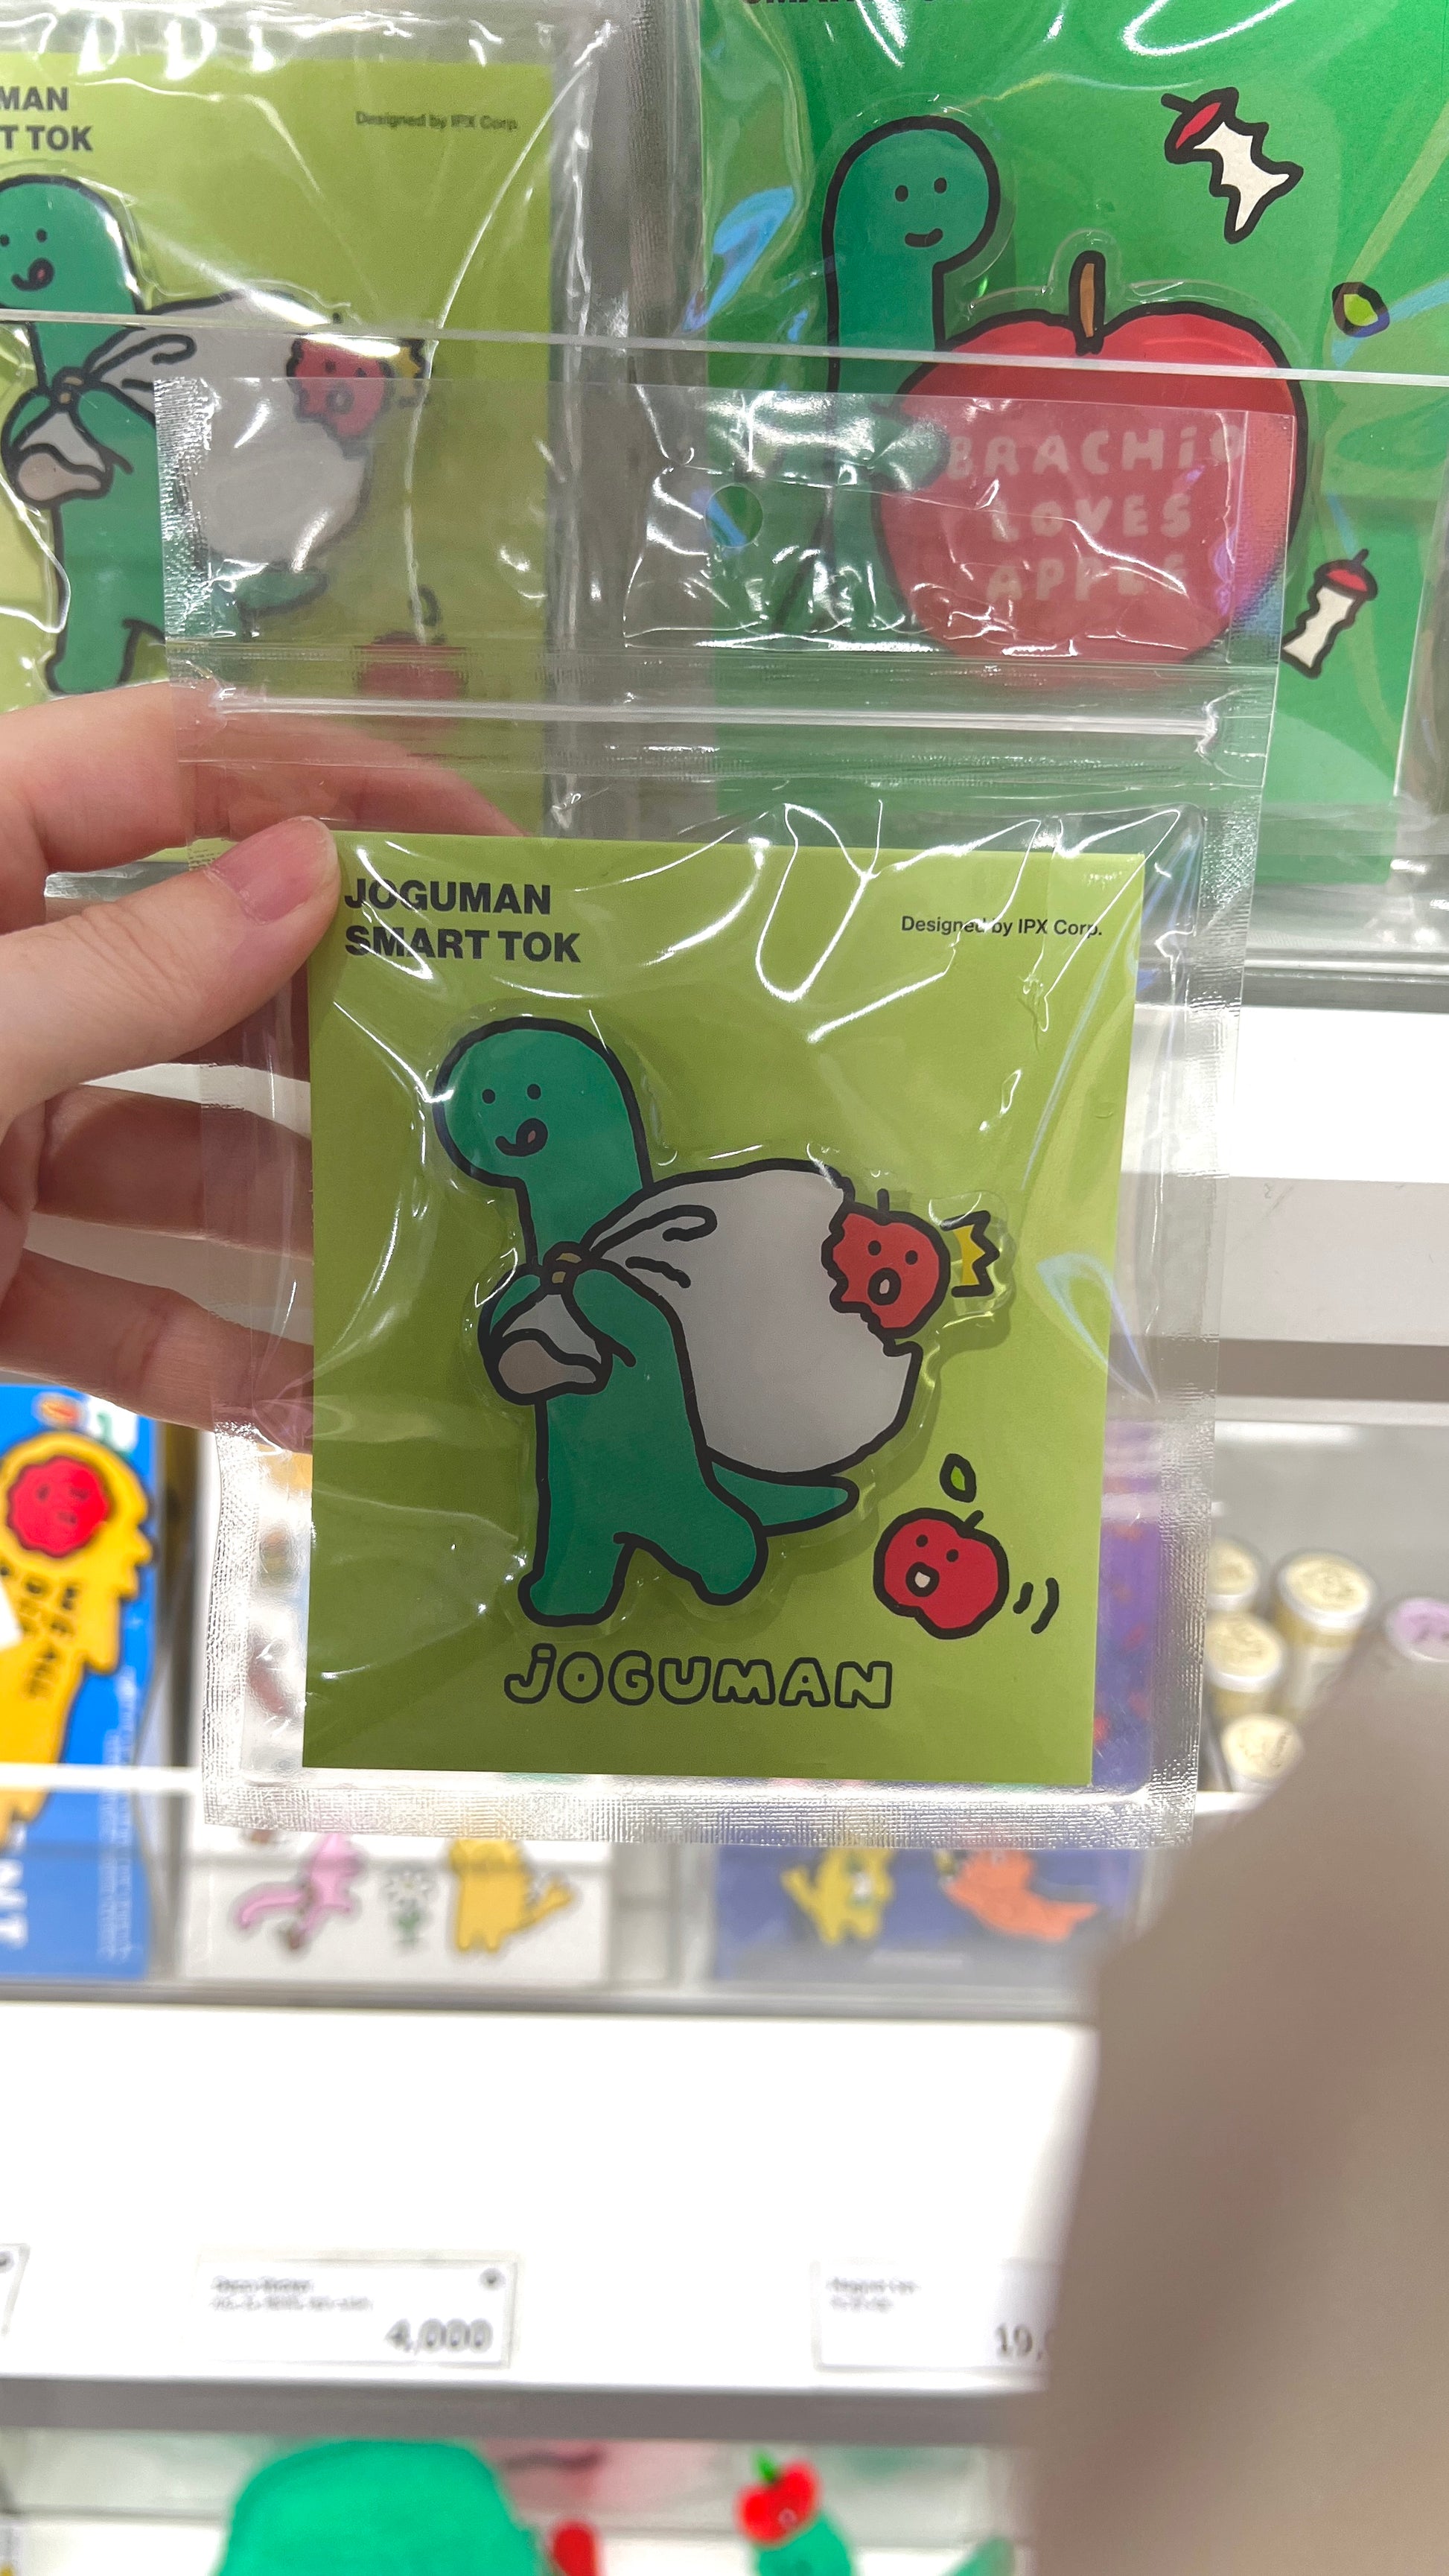 MAN
T TOK
Designed by IPX Corp.
BRACHiO
LOVES
APPLE
JOGUMAN
SMART TOK
Designed by IPX Corp.
JOGUMAN
4,000
19,